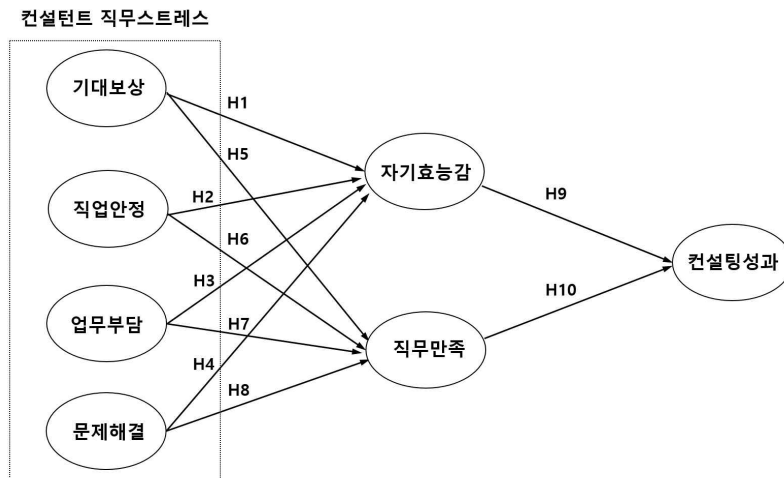 컨설턴트 직무스트레스
기대보상
H1
H5
자기효능감
직업안정
H2
H9
H6
컨설팅성과
H3
H10
업무부담
H7
직무만족
H4
H8
문제해결